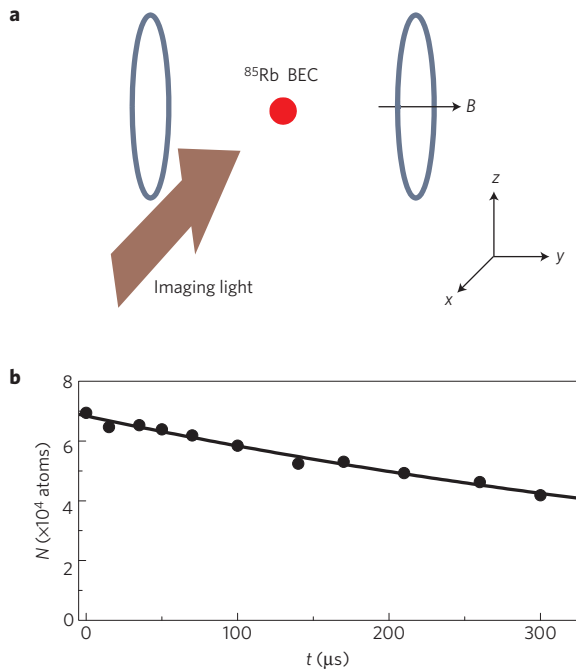 a
⁸⁵Rb BEC
B
z
y
x
Imaging light
b
8
6
4
2
0
N (×10⁴ atoms)
0
100
200
300
t (μs)